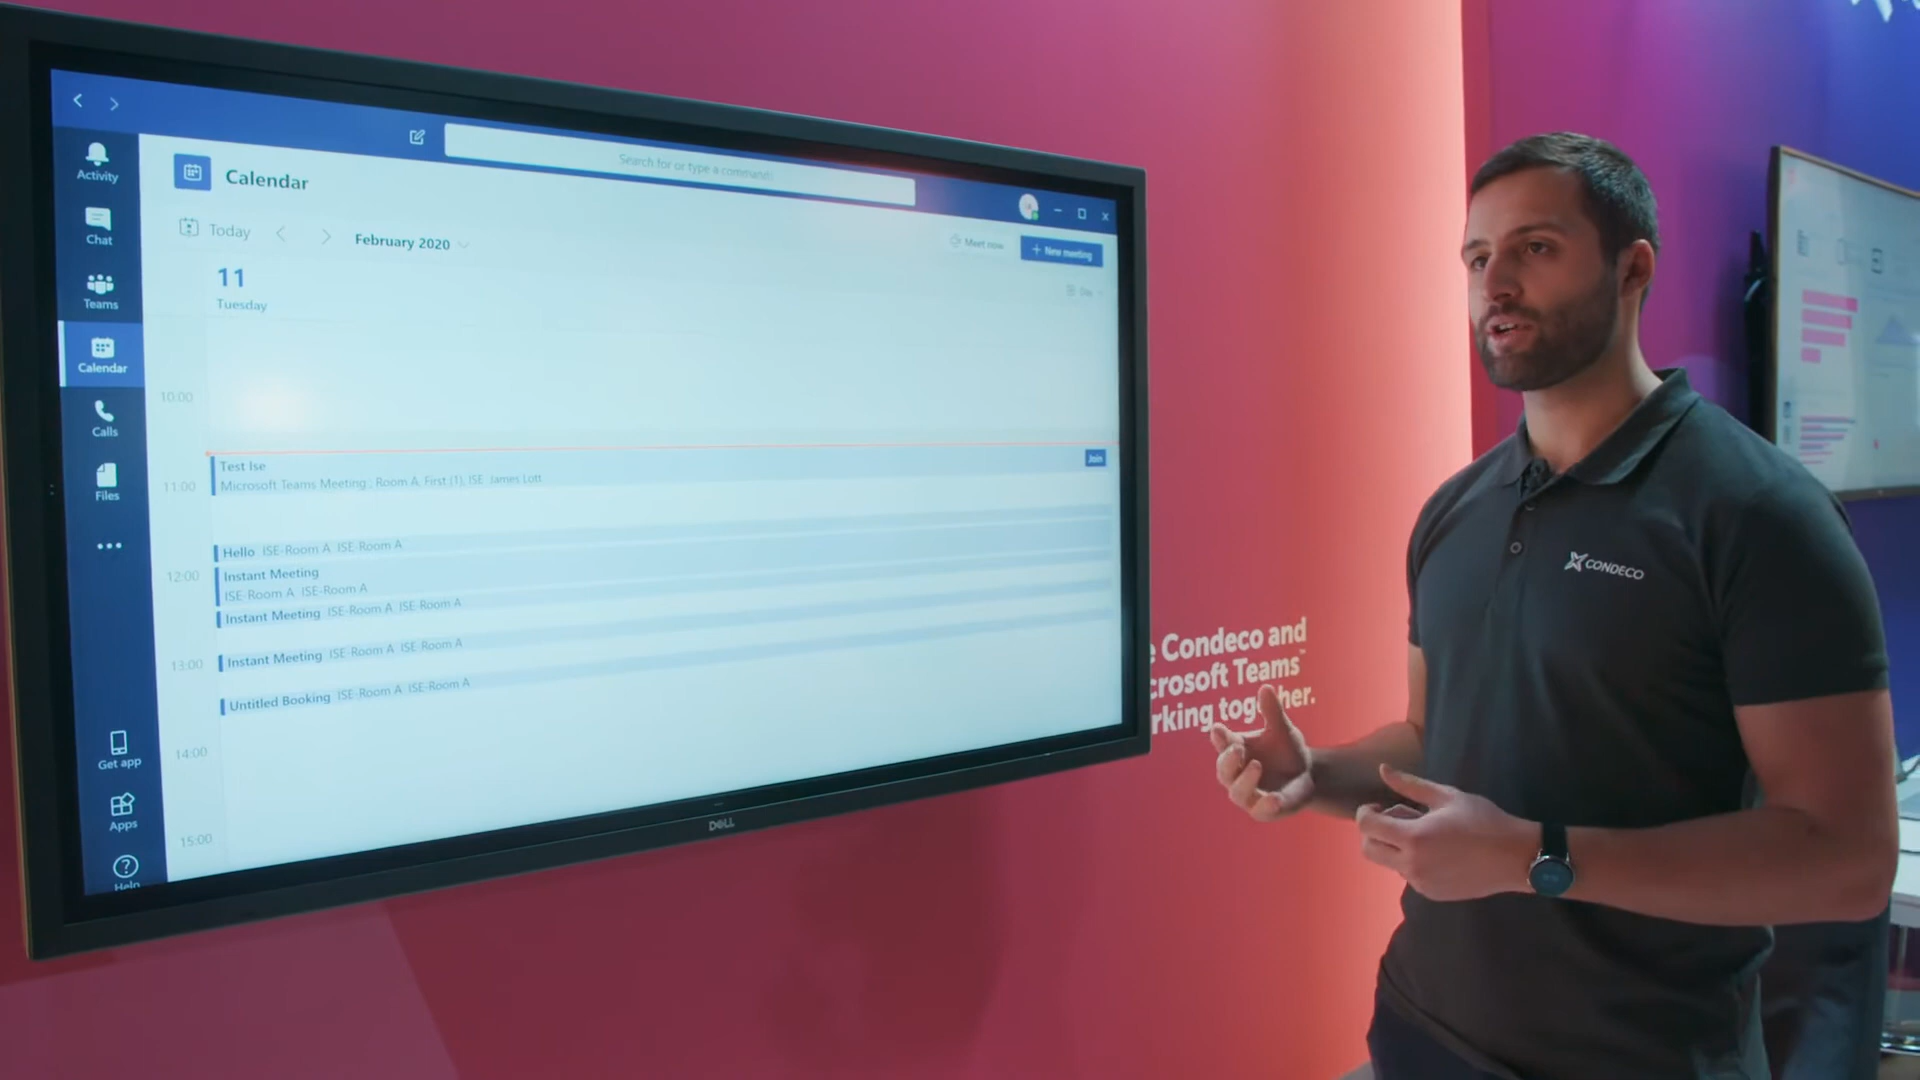 Search for or type a command
Activity
Chat
Teams
Calendar
Calls
Files
Get app
Apps
Help
Calendar
Today
February 2020
Meet now
+ New meeting
Day
11
Tuesday
10:00
11:00
12:00
13:00
14:00
15:00
Test Ise
Microsoft Teams Meeting ; Room A, First (1), ISE James Lott
Join
Hello ISE-Room A ISE-Room A
Instant Meeting
ISE-Room A ISE-Room A
Instant Meeting ISE-Room A ISE-Room A
Instant Meeting ISE-Room A ISE-Room A
Untitled Booking ISE-Room A ISE-Room A
DELL
e Condeco and
crosoft Teams™
rking together.
CONDECO